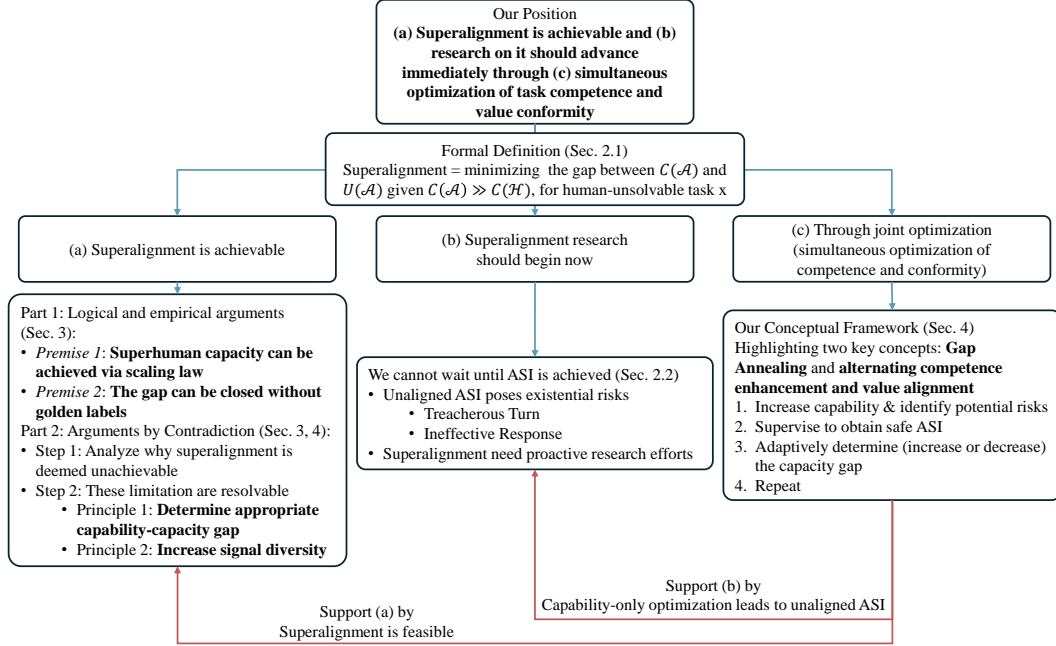 Our Position
(a) Superalignment is achievable and (b)
research on it should advance
immediately through (c) simultaneous
optimization of task competence and
value conformity
Formal Definition (Sec. 2.1)
Superalignment = minimizing the gap between C(𝒜) and
U(𝒜) given C(𝒜) ≫ C(ℋ), for human-unsolvable task x
(a) Superalignment is achievable
(b) Superalignment research
should begin now
(c) Through joint optimization
(simultaneous optimization of
competence and conformity)
Part 1: Logical and empirical arguments
(Sec. 3):
• Premise 1: Superhuman capacity can be
achieved via scaling law
• Premise 2: The gap can be closed without
golden labels
Part 2: Arguments by Contradiction (Sec. 3, 4):
• Step 1: Analyze why superalignment is
deemed unachievable
• Step 2: These limitation are resolvable
• Principle 1: Determine appropriate
capability-capacity gap
• Principle 2: Increase signal diversity
We cannot wait until ASI is achieved (Sec. 2.2)
• Unaligned ASI poses existential risks
• Treacherous Turn
• Ineffective Response
• Superalignment need proactive research efforts
Our Conceptual Framework (Sec. 4)
Highlighting two key concepts: Gap
Annealing and alternating competence
enhancement and value alignment
1. Increase capability & identify potential risks
2. Supervise to obtain safe ASI
3. Adaptively determine (increase or decrease)
the capacity gap
4. Repeat
Support (b) by
Capability-only optimization leads to unaligned ASI
Support (a) by
Superalignment is feasible